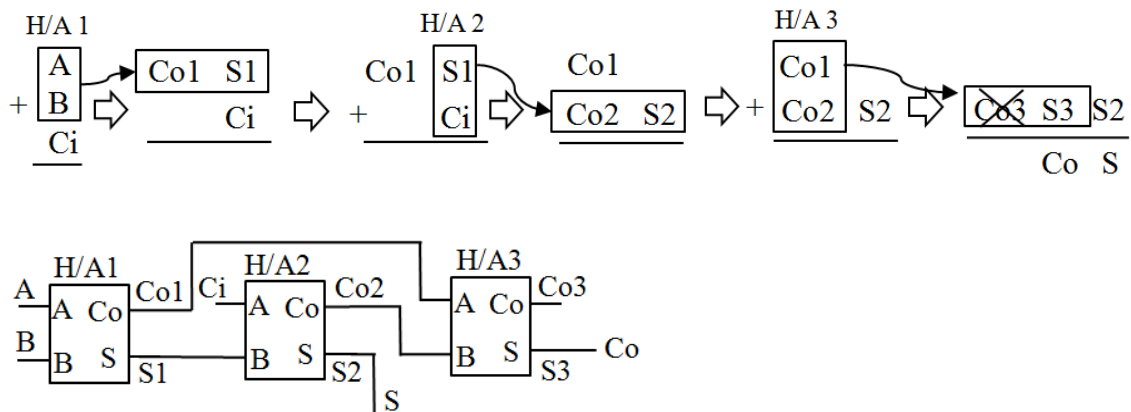 H/A 1 H/A 2 H/A 3
A Co1 S1 Co1 S1 Co1 Co1
+ B Ci + Ci Co2 S2 + Co2 S2 Co3 S3 S2
Ci Co S
H/A1 H/A2 H/A3
A Co1 Ci Co2 Co3
A Co A Co A Co
B B S B S B S Co
S1 S2 S3
S